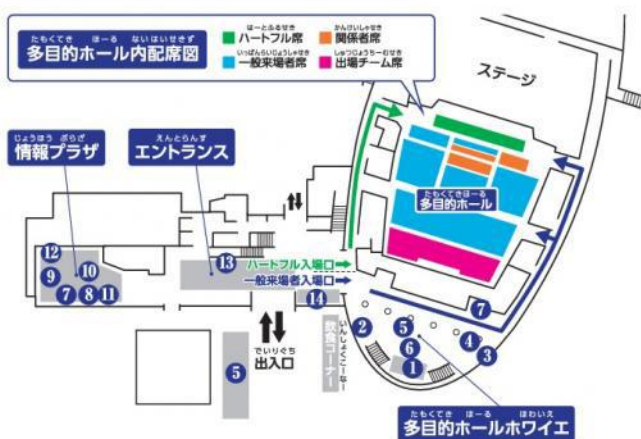 たもくてき ほーる ないはいせきず
多目的ホール内配席図
はーとふるせき
ハートフル席
かんけいしゃせき
関係者席
いっぱんらいじょうしゃせき
一般来場者席
しゅつじょうちーむせき
出場チーム席
ステージ
じょうほう ぷらざ
情報プラザ
えんとらんす
エントランス
たもくてきほーる
多目的ホール
12
9
10
7
8
11
13
ハートフル入場口
一般来場者入場口
14
7
2
5
4
6
3
1
5
でいりぐち
出入口
いんしょくこーなー
飲食コーナー
たもくてき ほーる ほわいえ
多目的ホールホワイエ